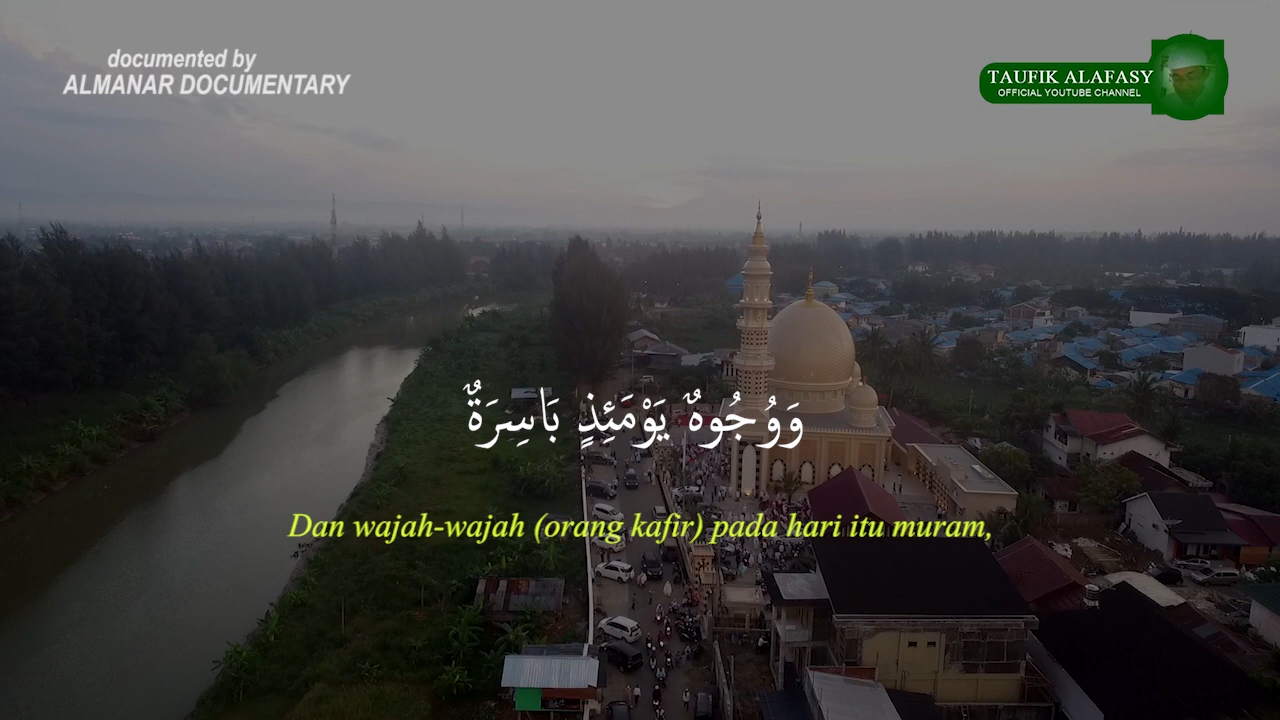 documented by
ALMANAR DOCUMENTARY
TAUFIK ALAFASY
OFFICIAL YOUTUBE CHANNEL
وَوُجُوهٌ يَوْمَئِذٍ بَاسِرَةٌ
Dan wajah-wajah (orang kafir) pada hari itu muram,